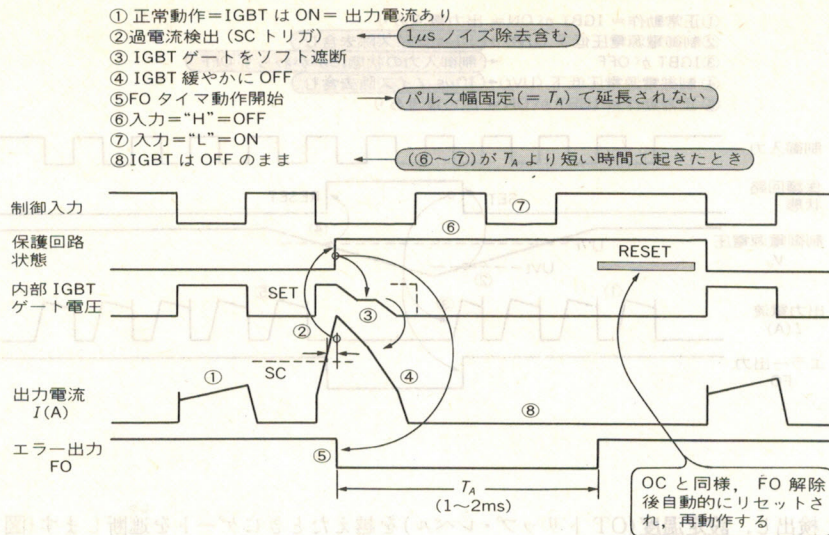 ① 正常動作=IGBT は ON= 出力電流あり
②過電流検出 (SC トリガ)
1μs ノイズ除去含む
③ IGBT ゲートをソフト遮断
④ IGBT 緩やかに OFF
⑤FO タイマ動作開始
パルス幅固定(= TA) で延長されない
⑥入力=“H”=OFF
⑦入力=“L”=ON
⑧IGBT は OFF のまま
((⑥〜⑦))が TA より短い時間で起きたとき
制御入力
⑥
⑦
保護回路
状態
RESET
内部 IGBT
ゲート電圧
SET
③
②
SC
①
④
出力電流
I(A)
⑧
エラー出力
FO
⑤
TA
(1〜2ms)
OC と同様, FO 解除
後自動的にリセットさ
れ, 再動作する